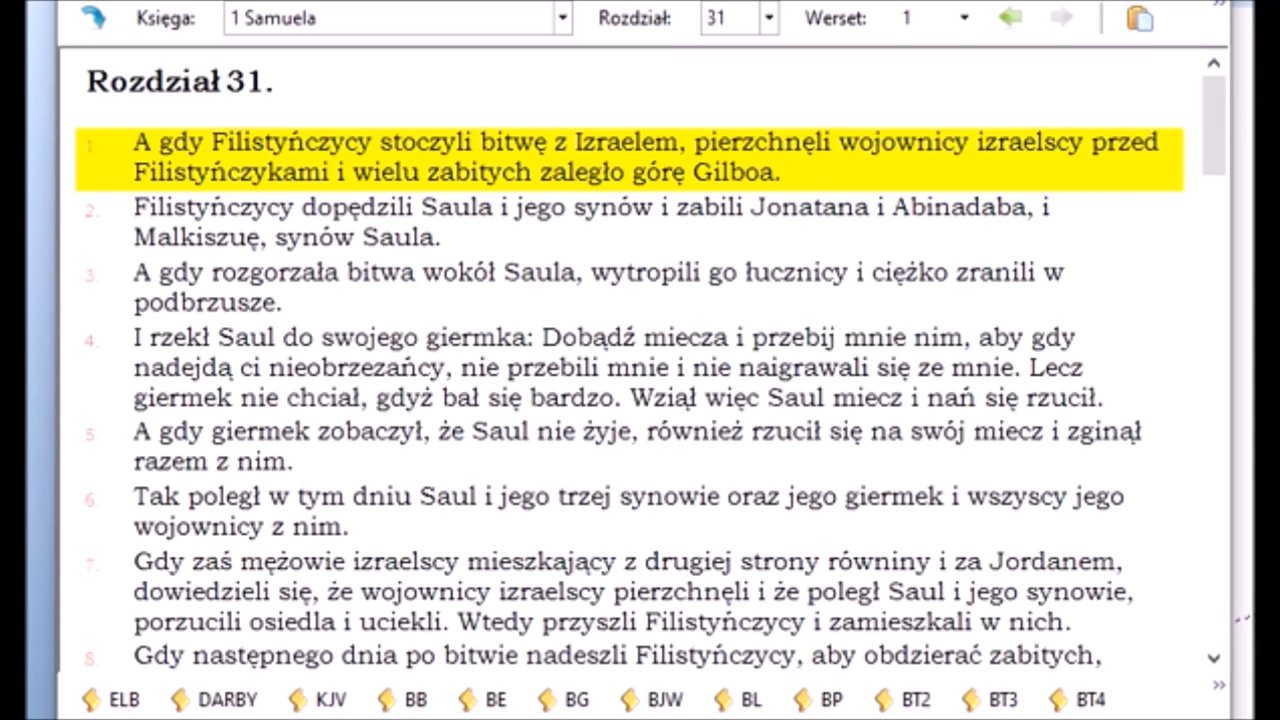 Księga: 1 Samuela Rozdział: 31 Werset: 1
Rozdział 31.
1 A gdy Filistyńczycy stoczyli bitwę z Izraelem, pierzchnęli wojownicy izraelscy przed
Filistyńczykami i wielu zabitych zaległo górę Gilboa.
2. Filistyńczycy dopędzili Saula i jego synów i zabili Jonatana i Abinadaba, i
Malkiszuę, synów Saula.
3. A gdy rozgorzała bitwa wokół Saula, wytropili go łucznicy i ciężko zranili w
podbrzusze.
4. I rzekł Saul do swojego giermka: Dobądź miecza i przebij mnie nim, aby gdy
nadejdą ci nieobrzezańcy, nie przebili mnie i nie naigrawali się ze mnie. Lecz
giermek nie chciał, gdyż bał się bardzo. Wziął więc Saul miecz i nań się rzucił.
5. A gdy giermek zobaczył, że Saul nie żyje, również rzucił się na swój miecz i zginął
razem z nim.
6. Tak poległ w tym dniu Saul i jego trzej synowie oraz jego giermek i wszyscy jego
wojownicy z nim.
7. Gdy zaś mężowie izraelscy mieszkający z drugiej strony równiny i za Jordanem,
dowiedzieli się, że wojownicy izraelscy pierzchnęli i że poległ Saul i jego synowie,
porzucili osiedla i uciekli. Wtedy przyszli Filistyńczycy i zamieszkali w nich.
8. Gdy następnego dnia po bitwie nadeszli Filistyńczycy, aby obdzierać zabitych,
ELB DARBY KJV BB BE BG BJW BL BP BT2 BT3 BT4